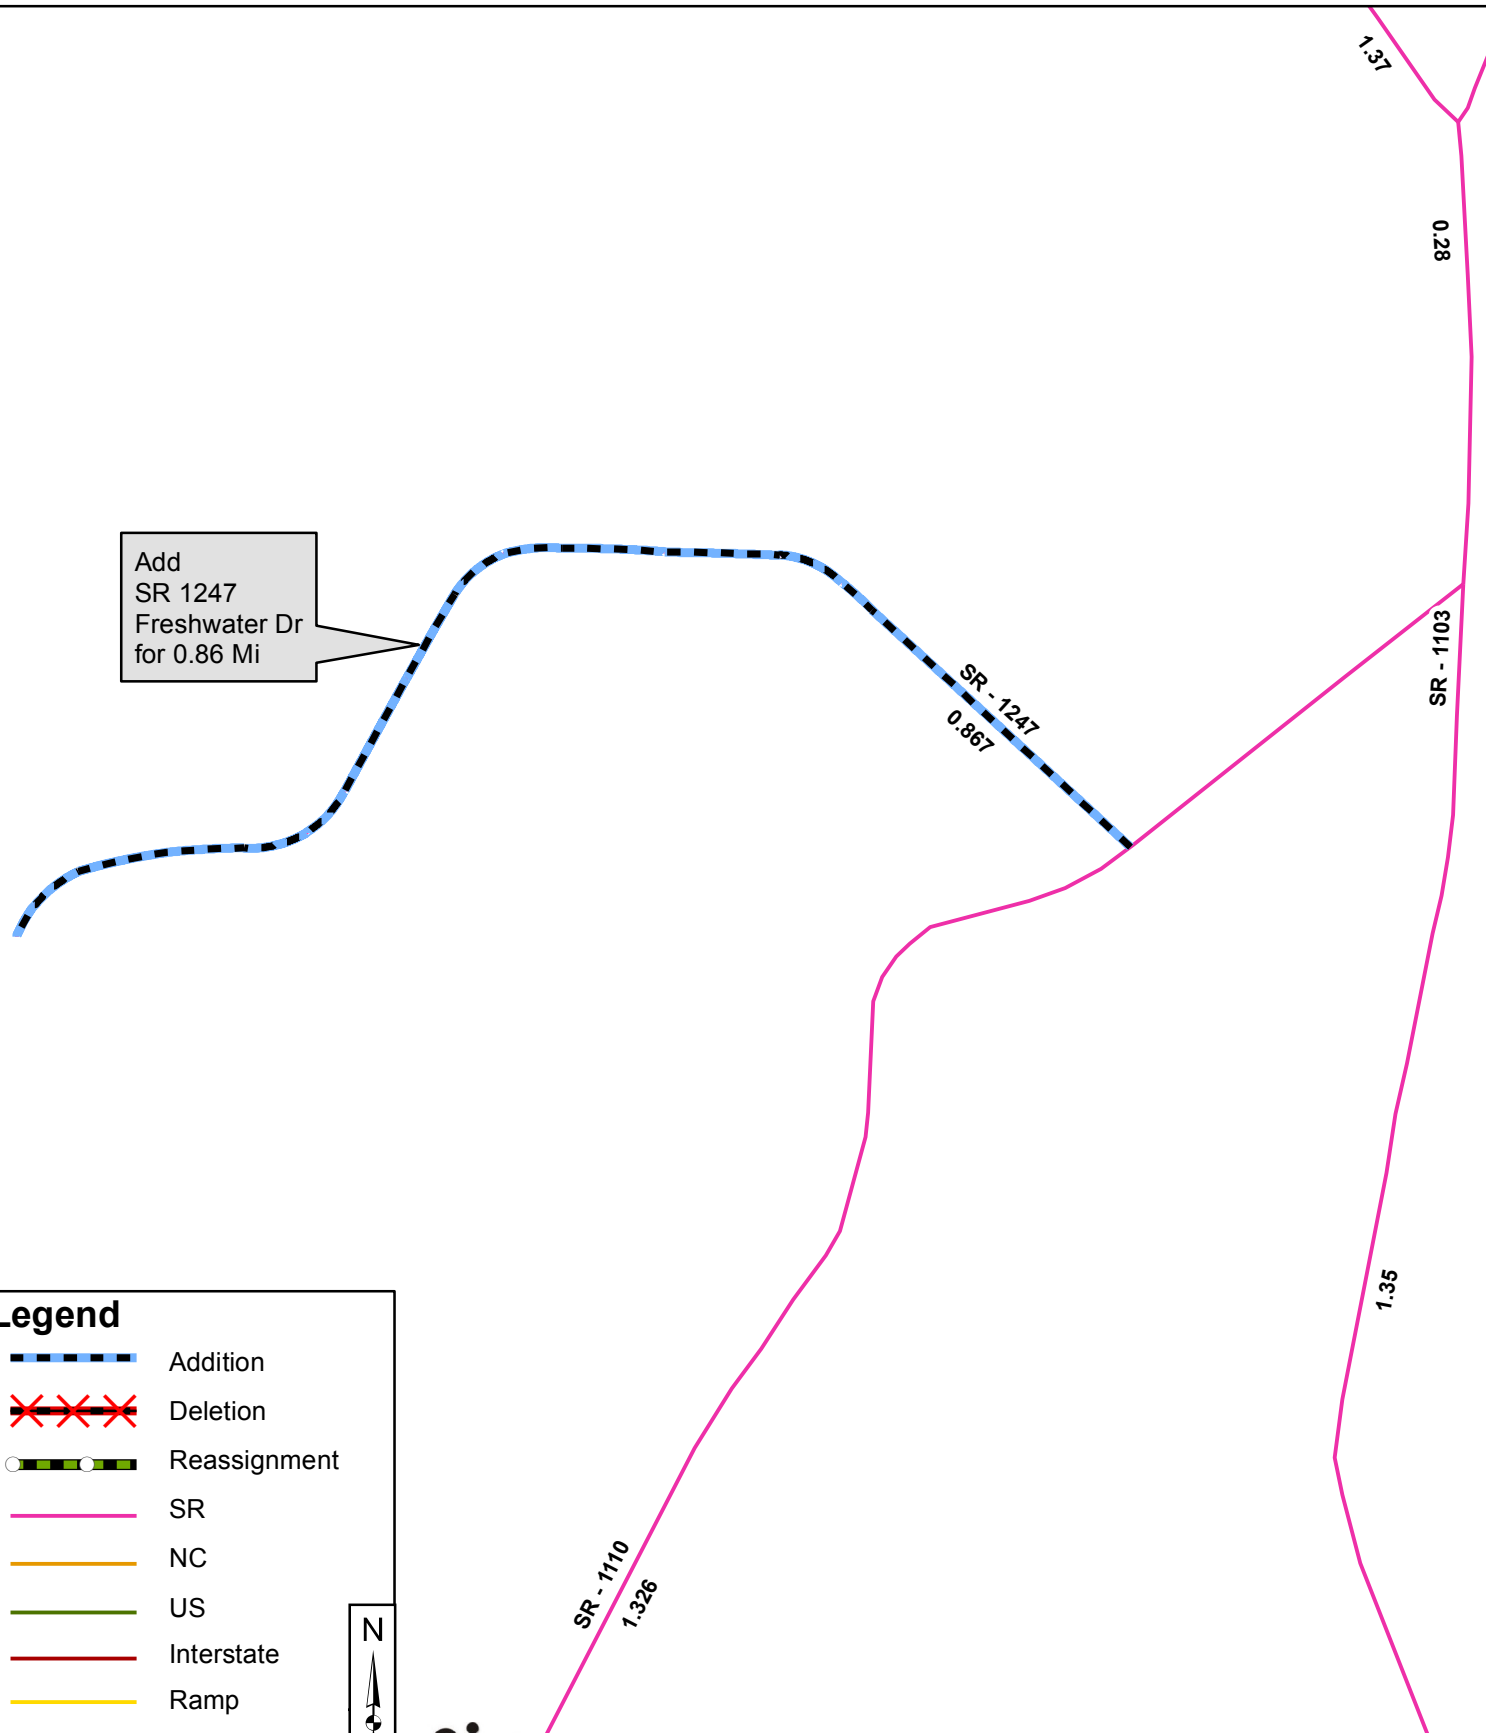 1.37
0.28
Add
SR 1247
Freshwater Dr
for 0.86 Mi
SR - 1103
SR - 1247
0.867
1.35
Legend
Addition
Deletion
Reassignment
SR
NC
US
Interstate
Ramp
SR - 1110
1.326
N